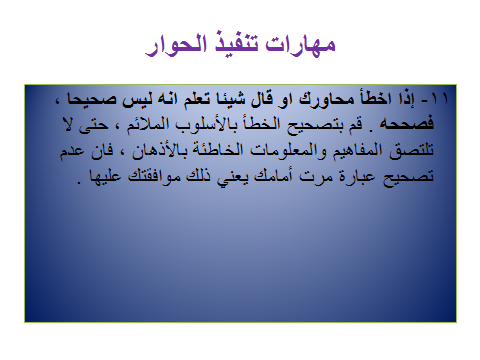 مهارات تنفيذ الحوار
١١- إذا اخطأ محاورك او قال شيئا تعلم انه ليس صحيحا ،
فصححه . قم بتصحيح الخطأ بالأسلوب الملائم ، حتى لا
تلتصق المفاهيم والمعلومات الخاطئة بالأذهان ، فان عدم
تصحيح عبارة مرت أمامك يعني ذلك موافقتك عليها .